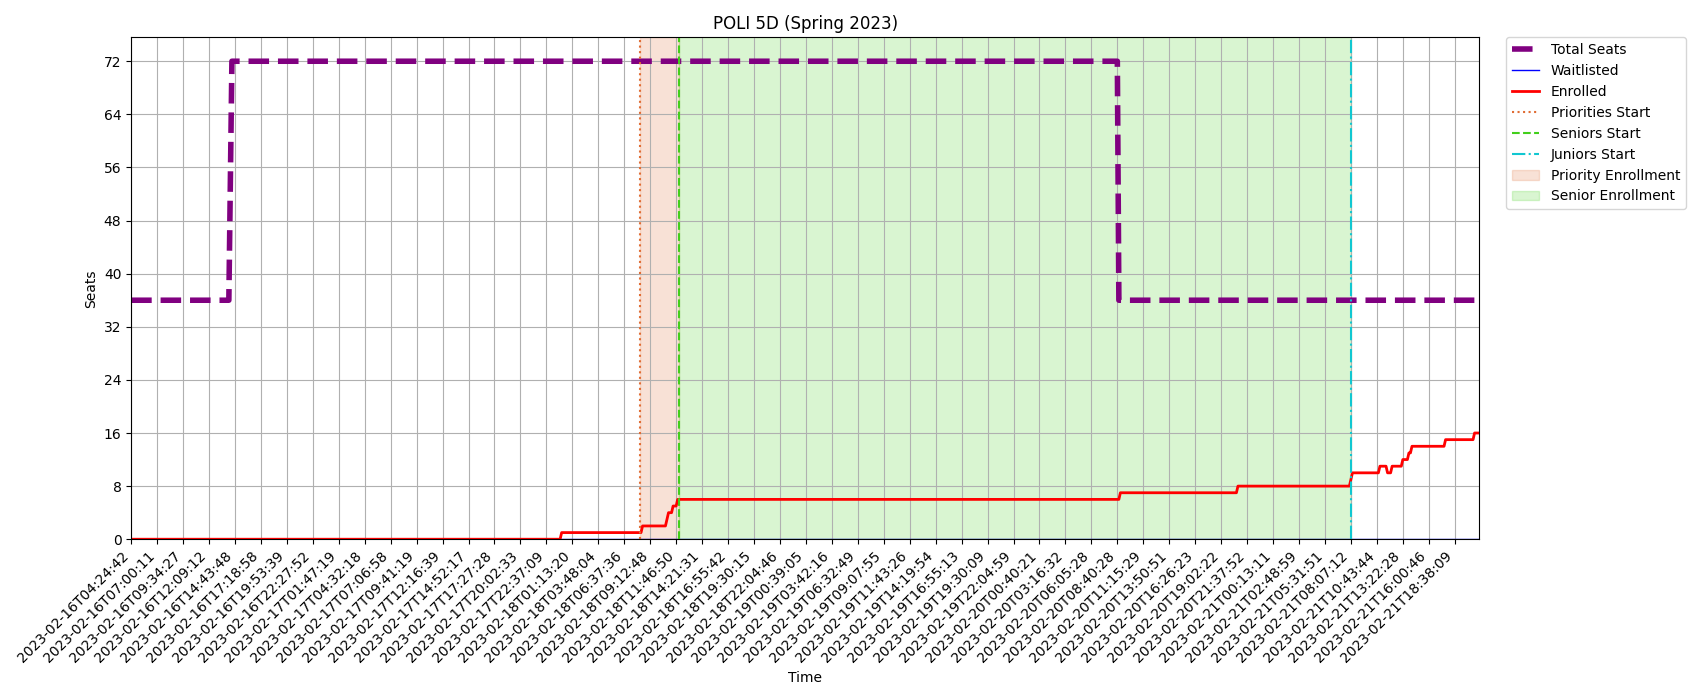 POLI 5D (Spring 2023)
Total Seats
Waitlisted
Enrolled
Priorities Start
Seniors Start
Juniors Start
Priority Enrollment
Senior Enrollment
Seats
72
64
56
48
40
32
24
16
8
0
2023-02-16T04:24:42
2023-02-16T07:00:11
2023-02-16T09:34:27
2023-02-16T12:09:12
2023-02-16T14:43:48
2023-02-16T17:18:58
2023-02-16T19:53:39
2023-02-16T22:27:52
2023-02-17T01:47:19
2023-02-17T04:32:18
2023-02-17T07:06:58
2023-02-17T09:41:19
2023-02-17T12:16:39
2023-02-17T14:52:17
2023-02-17T17:27:28
2023-02-17T20:02:33
2023-02-17T22:37:09
2023-02-18T01:13:20
2023-02-18T03:48:04
2023-02-18T06:37:36
2023-02-18T09:12:48
2023-02-18T11:46:50
2023-02-18T14:21:31
2023-02-18T16:55:42
2023-02-18T19:30:15
2023-02-18T22:04:46
2023-02-19T00:39:05
2023-02-19T03:42:16
2023-02-19T06:32:49
2023-02-19T09:07:55
2023-02-19T11:43:26
2023-02-19T14:19:54
2023-02-19T16:55:13
2023-02-19T19:30:09
2023-02-19T22:04:59
2023-02-20T00:40:21
2023-02-20T03:16:32
2023-02-20T06:05:28
2023-02-20T08:40:28
2023-02-20T11:15:29
2023-02-20T13:50:51
2023-02-20T16:26:23
2023-02-20T19:02:22
2023-02-20T21:37:52
2023-02-21T00:13:11
2023-02-21T02:48:59
2023-02-21T05:31:51
2023-02-21T08:07:12
2023-02-21T10:43:44
2023-02-21T13:22:28
2023-02-21T16:00:46
2023-02-21T18:38:09
Time